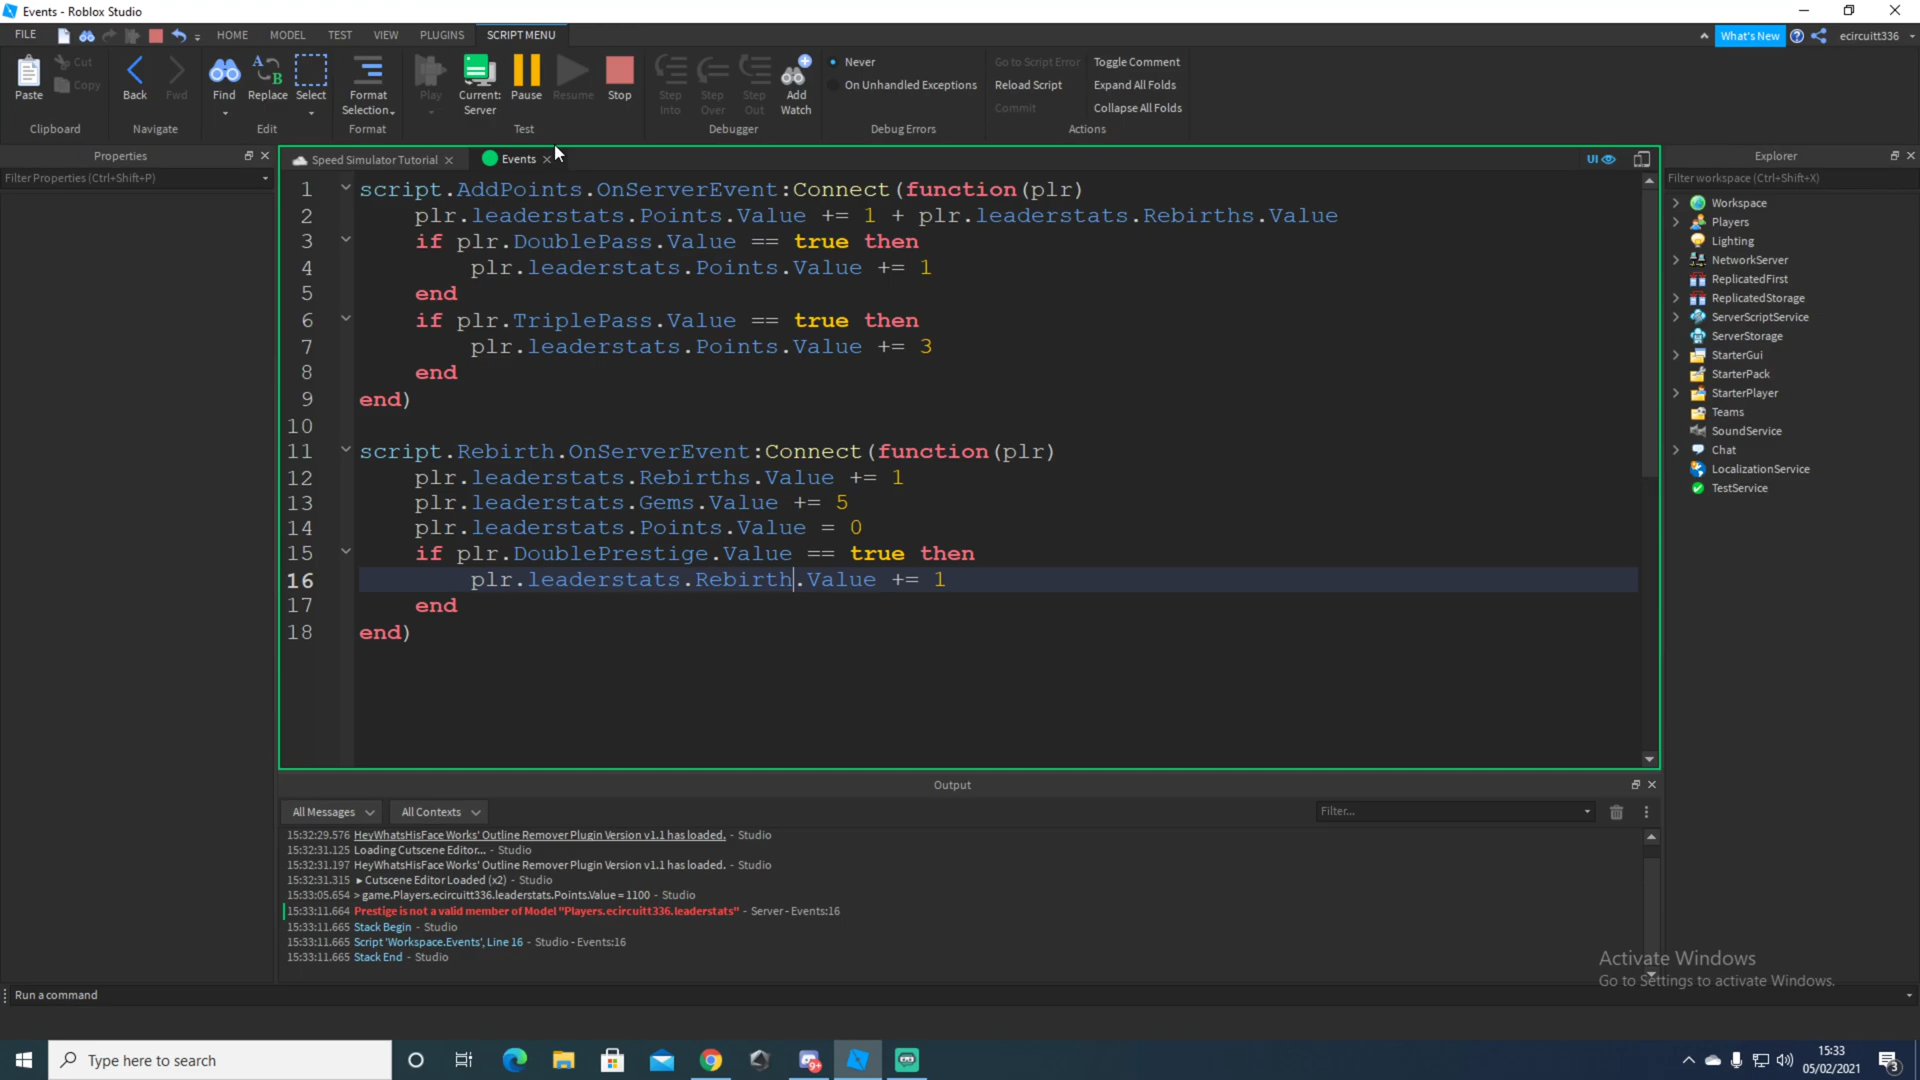 Events - Roblox Studio
FILE HOME MODEL TEST VIEW PLUGINS SCRIPT MENU What's New ecircuitt336
Paste Cut Copy Back Fwd Find Replace Select Format Selection Play Current: Server Pause Resume Stop Step Into Step Over Step Out Add Watch Never On Unhandled Exceptions Go to Script Error Reload Script Commit Toggle Comment Expand All Folds Collapse All Folds
Clipboard Navigate Edit Format Test Debugger Debug Errors Actions
Properties
Filter Properties (Ctrl+Shift+P)
Speed Simulator Tutorial Events UI
1 script.AddPoints.OnServerEvent:Connect(function(plr)
2 plr.leaderstats.Points.Value += 1 + plr.leaderstats.Rebirths.Value
3 if plr.DoublePass.Value == true then
4 plr.leaderstats.Points.Value += 1
5 end
6 if plr.TriplePass.Value == true then
7 plr.leaderstats.Points.Value += 3
8 end
9 end)
10
11 script.Rebirth.OnServerEvent:Connect(function(plr)
12 plr.leaderstats.Rebirths.Value += 1
13 plr.leaderstats.Gems.Value += 5
14 plr.leaderstats.Points.Value = 0
15 if plr.DoublePrestige.Value == true then
16 plr.leaderstats.Rebirth.Value += 1
17 end
18 end)
Explorer
Filter workspace (Ctrl+Shift+X)
Workspace
Players
Lighting
NetworkServer
ReplicatedFirst
ReplicatedStorage
ServerScriptService
ServerStorage
StarterGui
StarterPack
StarterPlayer
Teams
SoundService
Chat
LocalizationService
TestService
Output
All Messages All Contexts Filter...
15:32:29.576 HeyWhatsHisFace Works' Outline Remover Plugin Version v1.1 has loaded. - Studio
15:32:31.125 Loading Cutscene Editor... - Studio
15:32:31.197 HeyWhatsHisFace Works' Outline Remover Plugin Version v1.1 has loaded. - Studio
15:32:31.315 ▸ Cutscene Editor Loaded (x2) - Studio
15:33:05.654 > game.Players.ecircuitt336.leaderstats.Points.Value = 1100 - Studio
15:33:11.664 Prestige is not a valid member of Model "Players.ecircuitt336.leaderstats" - Server - Events:16
15:33:11.665 Stack Begin - Studio
15:33:11.665 Script 'Workspace.Events', Line 16 - Studio - Events:16
15:33:11.665 Stack End - Studio
Activate Windows
Go to Settings to activate Windows.
Run a command
Type here to search
15:33
05/02/2021
3